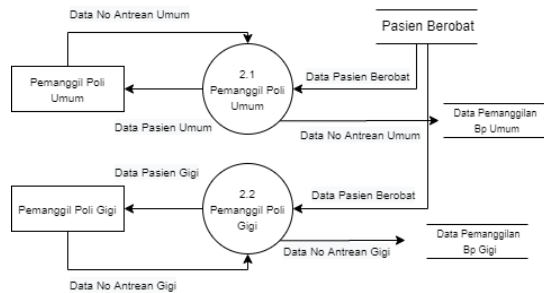 Data No Antrean Umum
Pasien Berobat
Pemanggil Poli
Umum
2.1
Pemanggil Poli
Umum
Data Pasien Berobat
Data Pasien Umum
Data No Antrean Umum
Data Pemanggilan
Bp Umum
Data Pasien Gigi
Pemanggil Poli Gigi
2.2
Pemanggil Poli
Gigi
Data Pasien Berobat
Data No Antrean Gigi
Data Pemanggilan
Bp Gigi
Data No Antrean Gigi